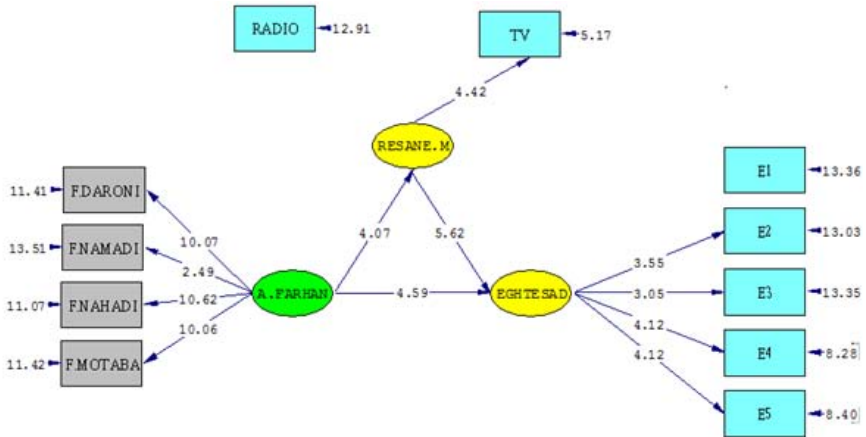 RADIO
12.91
TV
5.17
4.42
RESANE.M
E1
13.36
11.41
F.DARONI
10.07
4.07
5.62
E2
13.03
13.51
F.NAMADI
2.49
3.55
A.FARHAN
4.59
EGHTESAD
3.05
E3
13.35
11.07
F.NAHADI
10.62
4.12
E4
8.28
11.42
F.MOTABA
10.06
4.12
E5
8.40